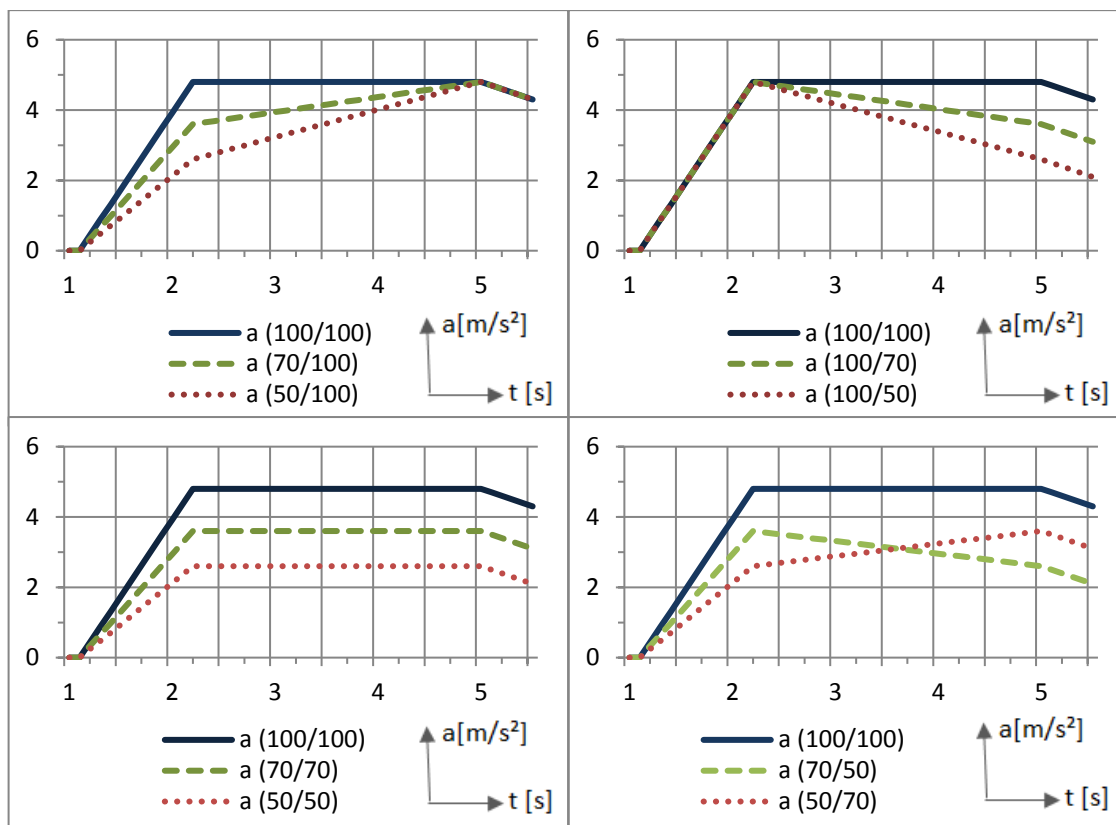 6
4
2
0
1 2 3 4 5
a (100/100)
a (70/100)
a (50/100)
a[m/s²]
t [s]
6
4
2
0
1 2 3 4 5
a (100/100)
a (100/70)
a (100/50)
a[m/s²]
t [s]
6
4
2
0
1 2 3 4 5
a (100/100)
a (70/70)
a (50/50)
a[m/s²]
t [s]
6
4
2
0
1 2 3 4 5
a (100/100)
a (70/50)
a (50/70)
a[m/s²]
t [s]